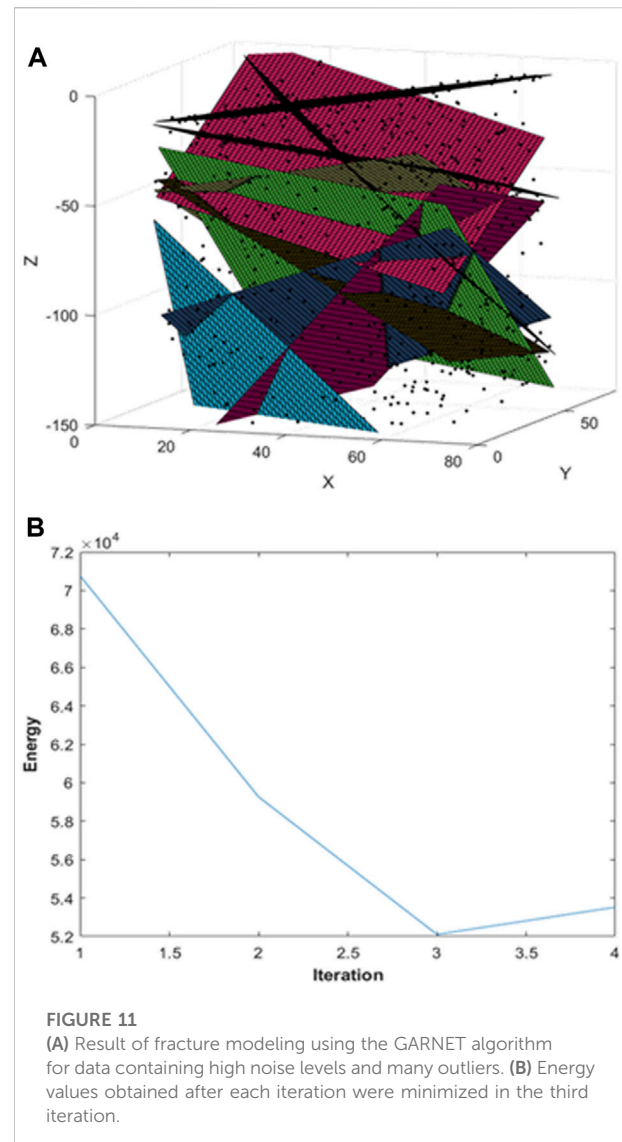 A
0
-50
Z
-100
-150
0
20
40
60
80
X
0
50
Y
B
×10⁴
7.2
7
6.8
6.6
6.4
6.2
6
5.8
5.6
5.4
5.2
Energy
1
1.5
2
2.5
3
3.5
4
Iteration
FIGURE 11
(A) Result of fracture modeling using the GARNET algorithm
for data containing high noise levels and many outliers. (B) Energy
values obtained after each iteration were minimized in the third
iteration.